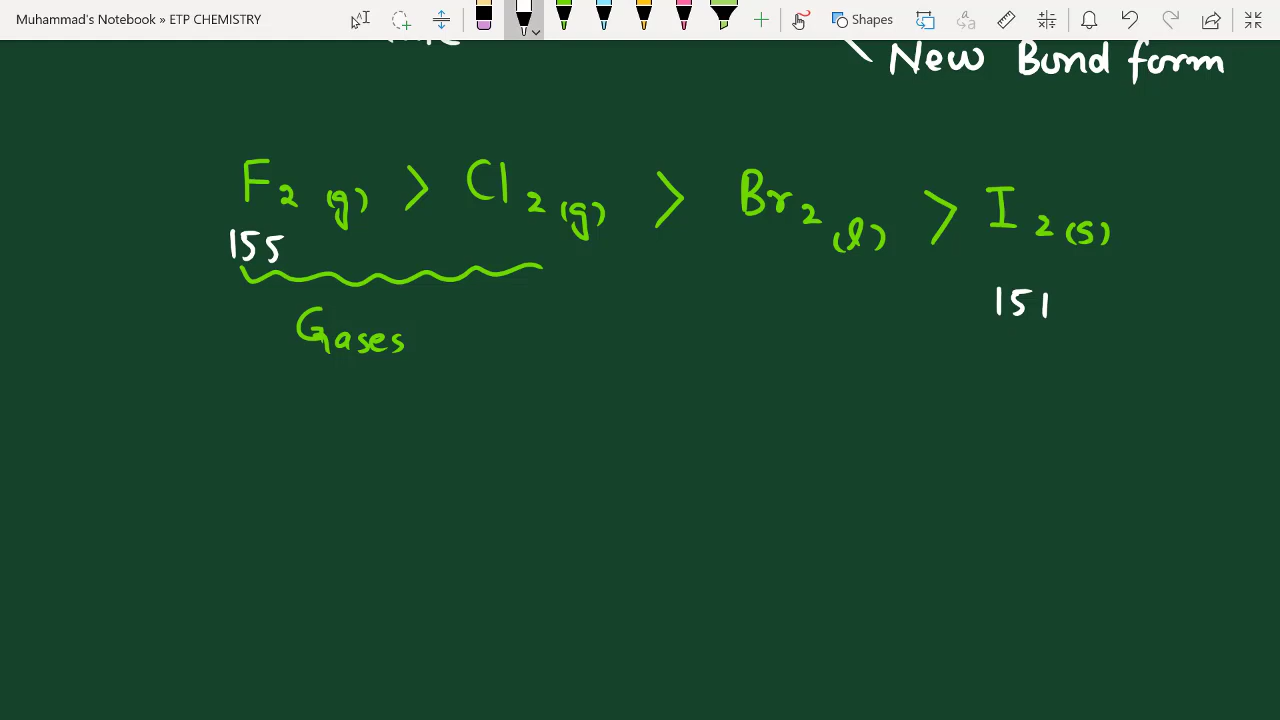 Muhammad's Notebook » ETP CHEMISTRY
Shapes
New Bond form
F2 (g) > Cl2 (g) > Br2 (l) > I2 (s)
155
151
Gases